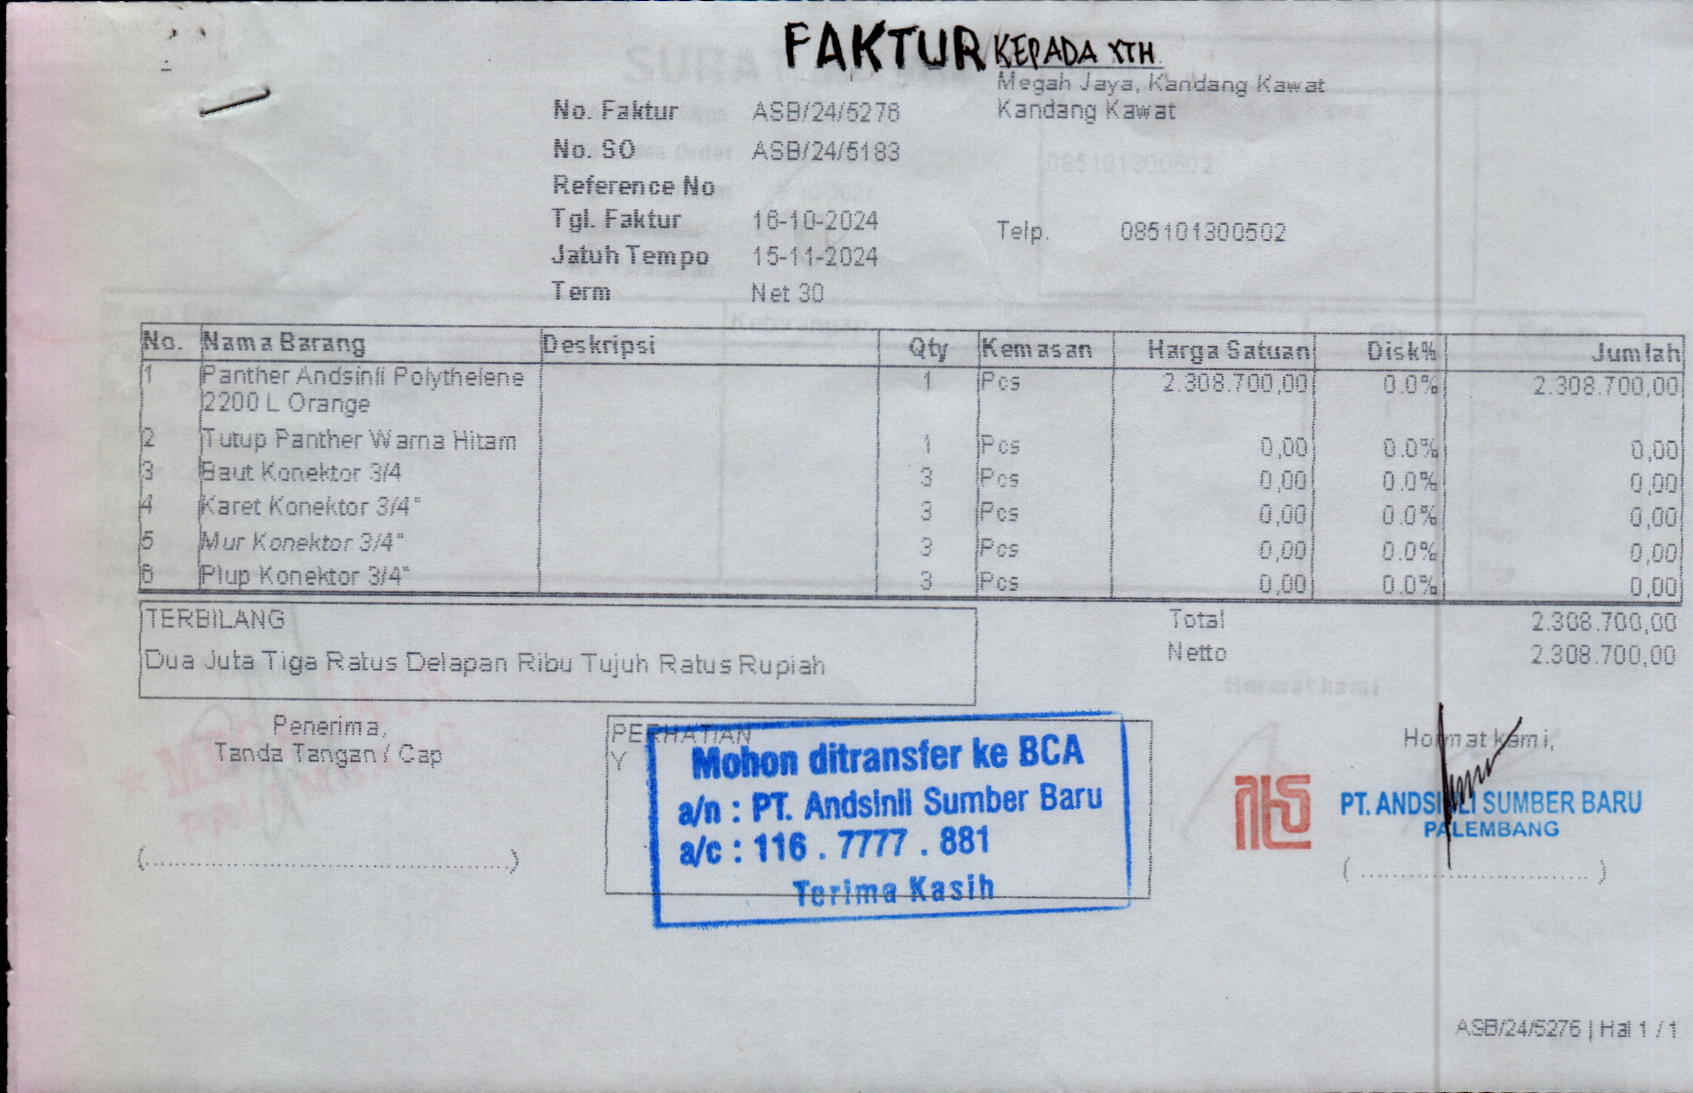 FAKTUR KEPADA YTH.
Megah Jaya, Kandang Kawat
Kandang Kawat
No. Faktur ASB/24/5276
No. SO ASB/24/5183
Reference No
Tgl. Faktur 16-10-2024
Telp. 085101300502
Jatuh Tempo 15-11-2024
Term Net 30
No. Nama Barang Deskripsi Qty Kemasan Harga Satuan Disk% Jumlah
1 Panther Andsinli Polythelene 1 Pcs 2.308.700,00 0.0% 2.308.700,00
2200 L Orange
2 Tutup Panther Warna Hitam 1 Pcs 0,00 0.0% 0,00
3 Baut Konektor 3/4 3 Pcs 0,00 0.0% 0,00
4 Karet Konektor 3/4" 3 Pcs 0,00 0.0% 0,00
5 Mur Konektor 3/4" 3 Pcs 0,00 0.0% 0,00
6 Plup Konektor 3/4" 3 Pcs 0,00 0.0% 0,00
TERBILANG
Dua Juta Tiga Ratus Delapan Ribu Tujuh Ratus Rupiah
Total 2.308.700,00
Netto 2.308.700,00
Penerima,
Tanda Tangan / Cap
(..............................)
PERHATIAN
Y
Mohon ditransfer ke BCA
a/n : PT. Andsinli Sumber Baru
a/c : 116 . 7777 . 881
Terima Kasih
Hormat kami,
PT. ANDSINLI SUMBER BARU
PALEMBANG
(..............................)
ASB/24/5276 | Hal 1 / 1